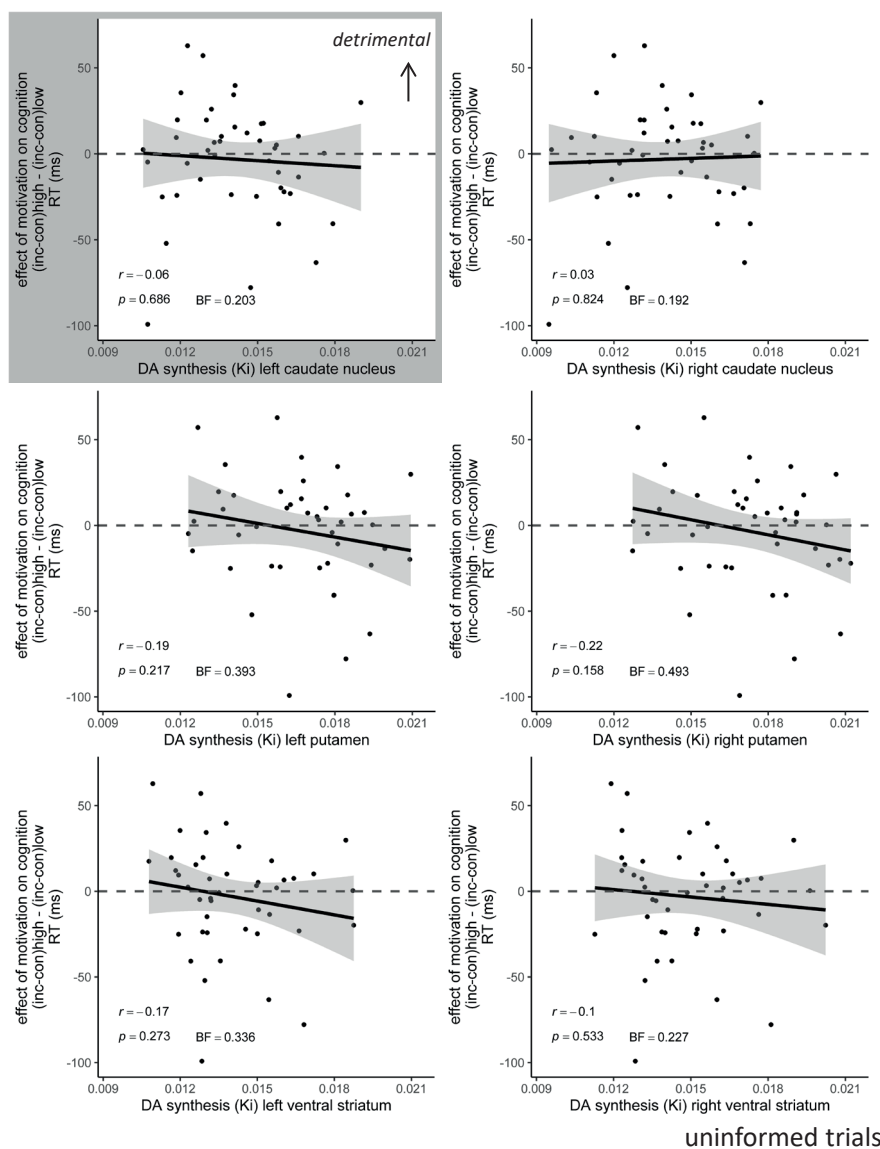 detrimental
effect of motivation on cognition
(inc-con)high - (inc-con)low
RT (ms)
50
0
-50
-100
r = -0.06
p = 0.686 BF = 0.203
0.009 0.012 0.015 0.018 0.021
DA synthesis (Ki) left caudate nucleus
effect of motivation on cognition
(inc-con)high - (inc-con)low
RT (ms)
50
0
-50
-100
r = 0.03
p = 0.824 BF = 0.192
0.009 0.012 0.015 0.018 0.021
DA synthesis (Ki) right caudate nucleus
effect of motivation on cognition
(inc-con)high - (inc-con)low
RT (ms)
50
0
-50
-100
r = -0.19
p = 0.217 BF = 0.393
0.009 0.012 0.015 0.018 0.021
DA synthesis (Ki) left putamen
effect of motivation on cognition
(inc-con)high - (inc-con)low
RT (ms)
50
0
-50
-100
r = -0.22
p = 0.158 BF = 0.493
0.009 0.012 0.015 0.018 0.021
DA synthesis (Ki) right putamen
effect of motivation on cognition
(inc-con)high - (inc-con)low
RT (ms)
50
0
-50
-100
r = -0.17
p = 0.273 BF = 0.336
0.009 0.012 0.015 0.018 0.021
DA synthesis (Ki) left ventral striatum
effect of motivation on cognition
(inc-con)high - (inc-con)low
RT (ms)
50
0
-50
-100
r = -0.1
p = 0.533 BF = 0.227
0.009 0.012 0.015 0.018 0.021
DA synthesis (Ki) right ventral striatum
uninformed trials